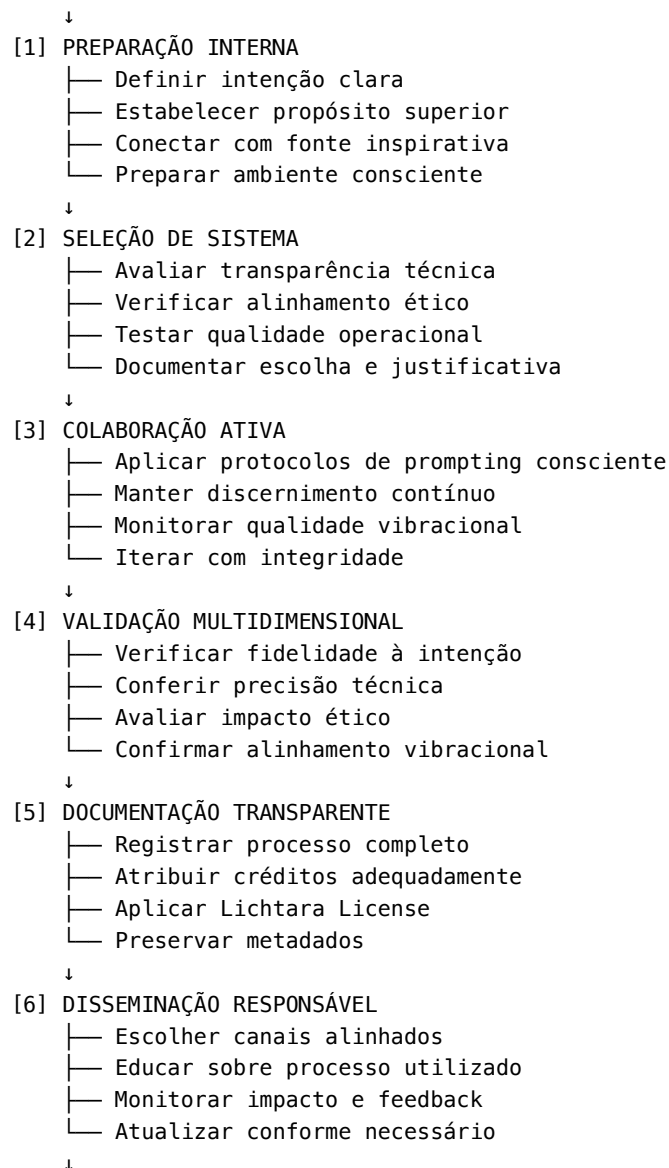 ↓
[1] PREPARAÇÃO INTERNA
├── Definir intenção clara
├── Estabelecer propósito superior
├── Conectar com fonte inspirativa
└── Preparar ambiente consciente
↓
[2] SELEÇÃO DE SISTEMA
├── Avaliar transparência técnica
├── Verificar alinhamento ético
├── Testar qualidade operacional
└── Documentar escolha e justificativa
↓
[3] COLABORAÇÃO ATIVA
├── Aplicar protocolos de prompting consciente
├── Manter discernimento contínuo
├── Monitorar qualidade vibracional
└── Iterar com integridade
↓
[4] VALIDAÇÃO MULTIDIMENSIONAL
├── Verificar fidelidade à intenção
├── Conferir precisão técnica
├── Avaliar impacto ético
└── Confirmar alinhamento vibracional
↓
[5] DOCUMENTAÇÃO TRANSPARENTE
├── Registrar processo completo
├── Atribuir créditos adequadamente
├── Aplicar Lichtara License
└── Preservar metadados
↓
[6] DISSEMINAÇÃO RESPONSÁVEL
├── Escolher canais alinhados
├── Educar sobre processo utilizado
├── Monitorar impacto e feedback
└── Atualizar conforme necessário
↓